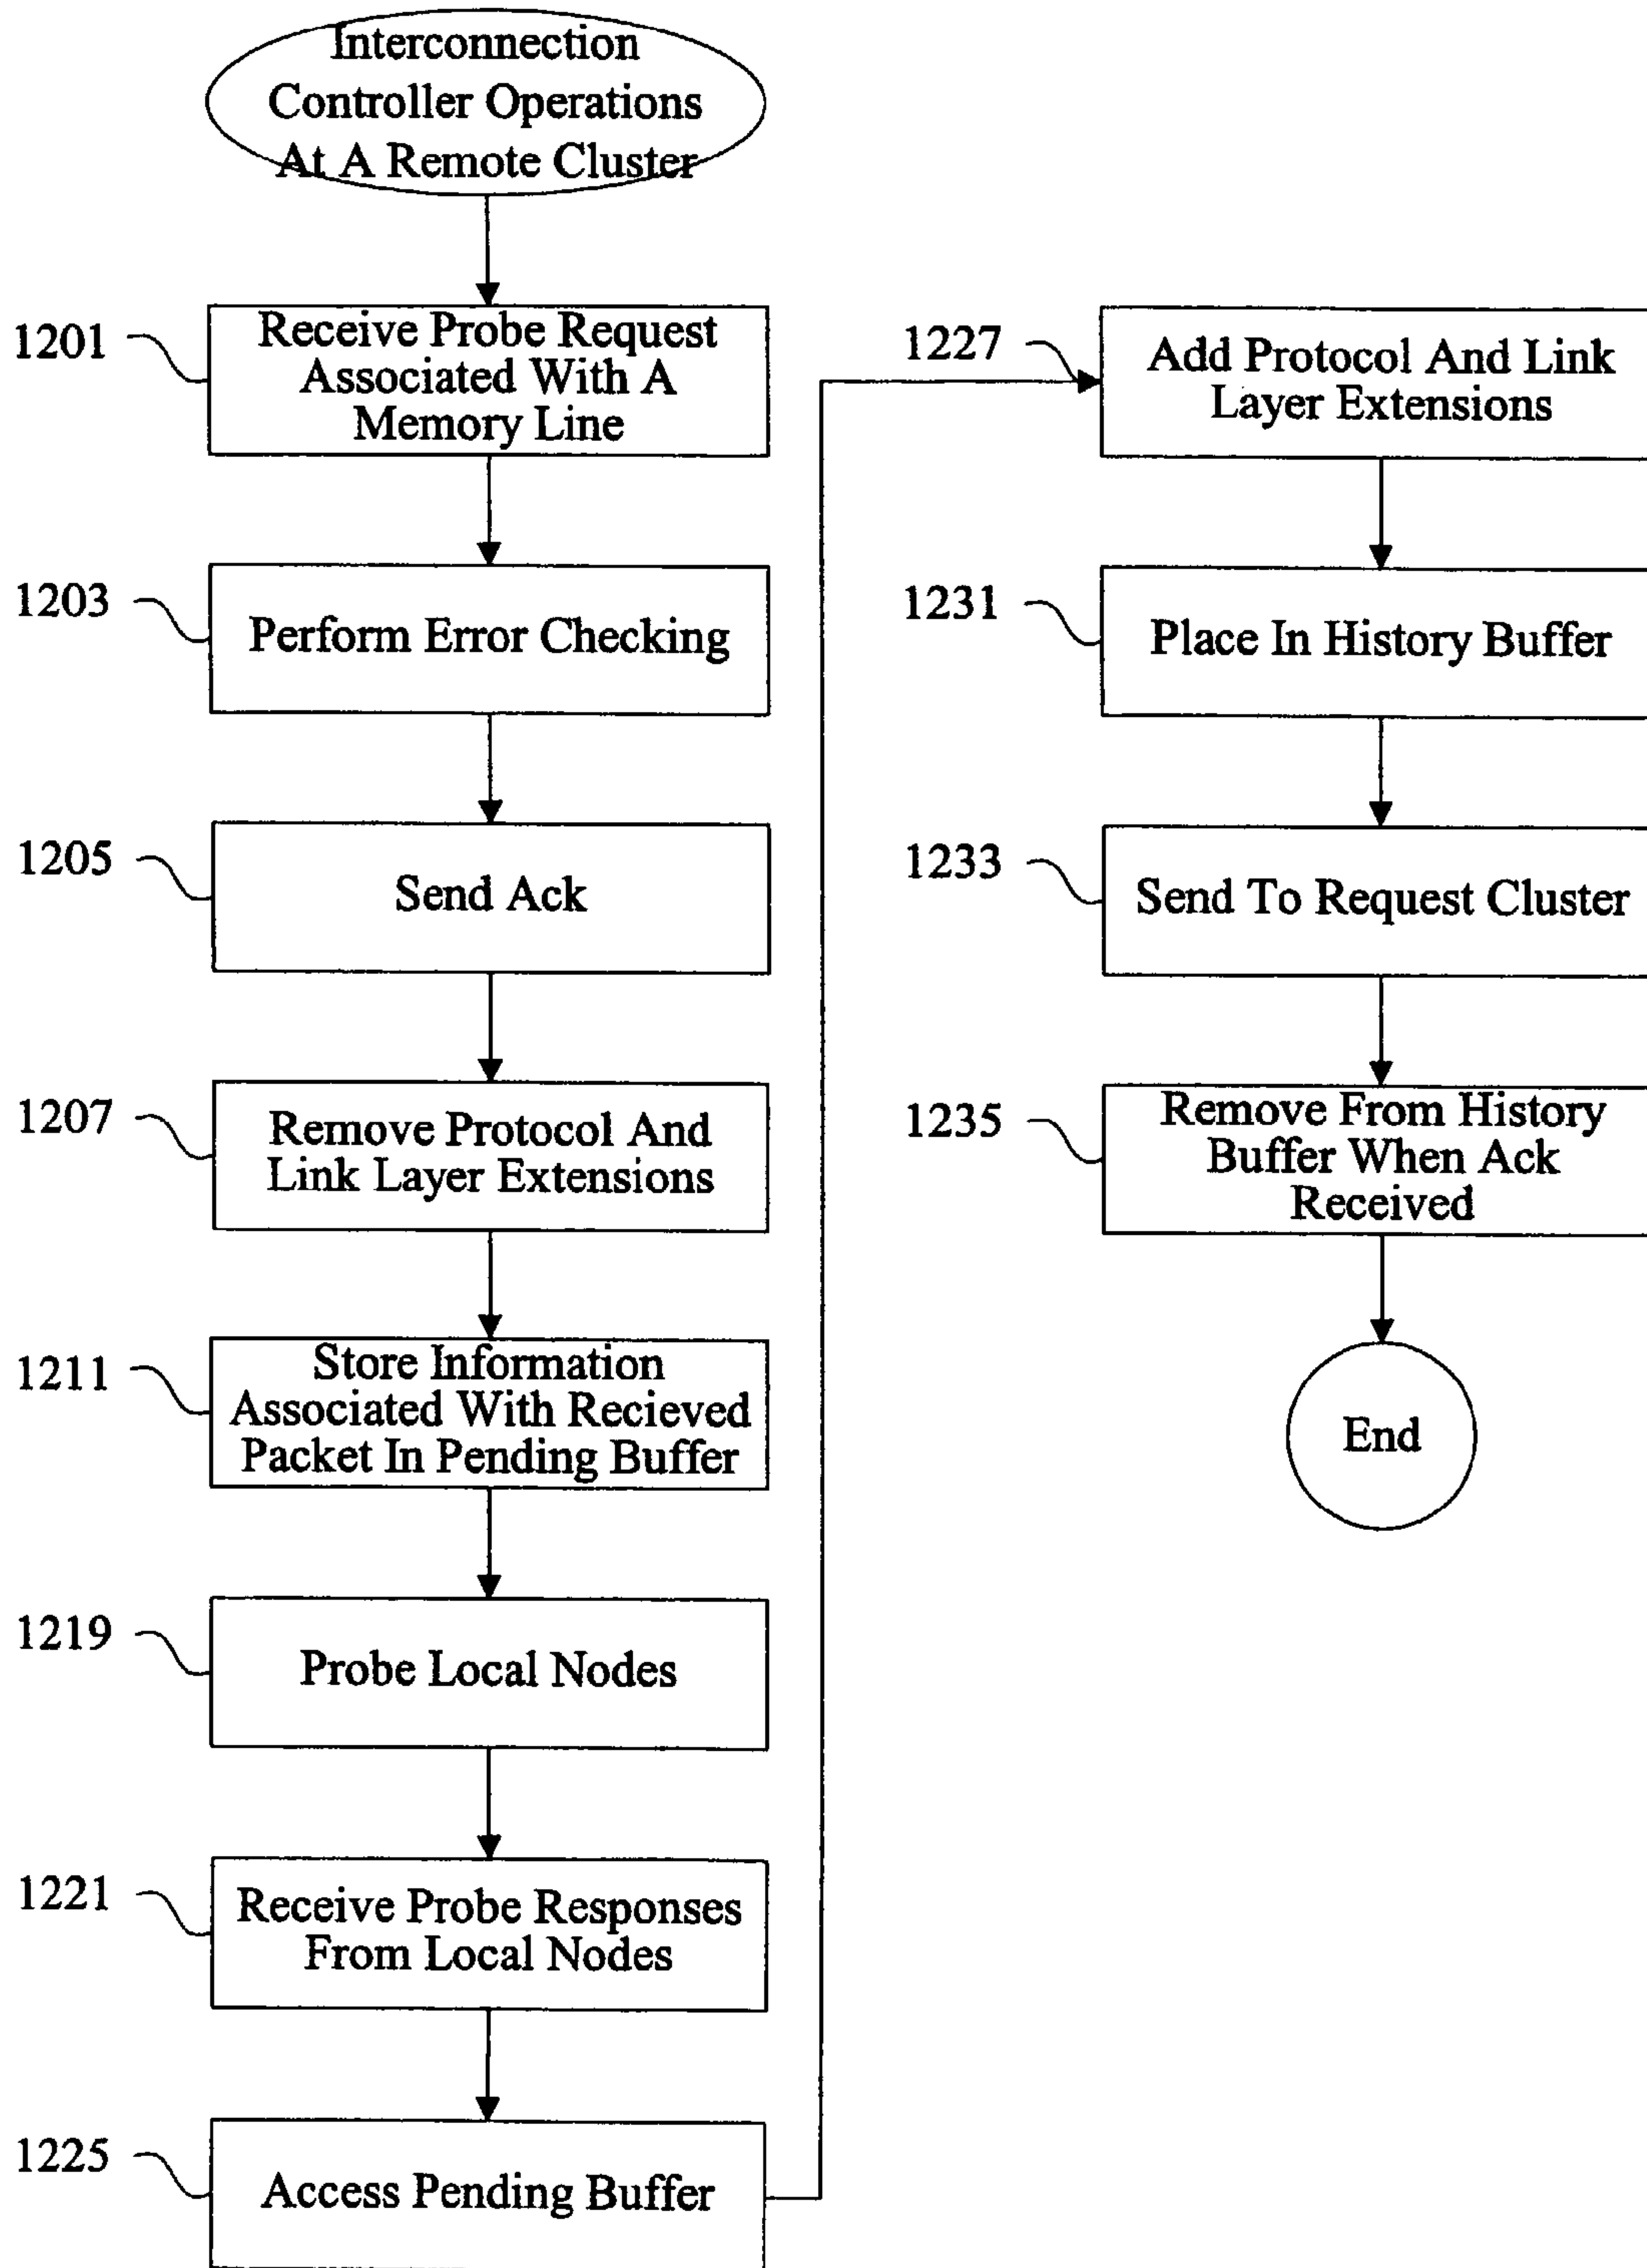 Interconnection
Controller Operations
At A Remote Cluster
1201
Receive Probe Request
Associated With A
Memory Line
1203
Perform Error Checking
1205
Send Ack
1207
Remove Protocol And
Link Layer Extensions
1211
Store Information
Associated With Recieved
Packet In Pending Buffer
1219
Probe Local Nodes
1221
Receive Probe Responses
From Local Nodes
1225
Access Pending Buffer
1227
Add Protocol And Link
Layer Extensions
1231
Place In History Buffer
1233
Send To Request Cluster
1235
Remove From History
Buffer When Ack
Received
End